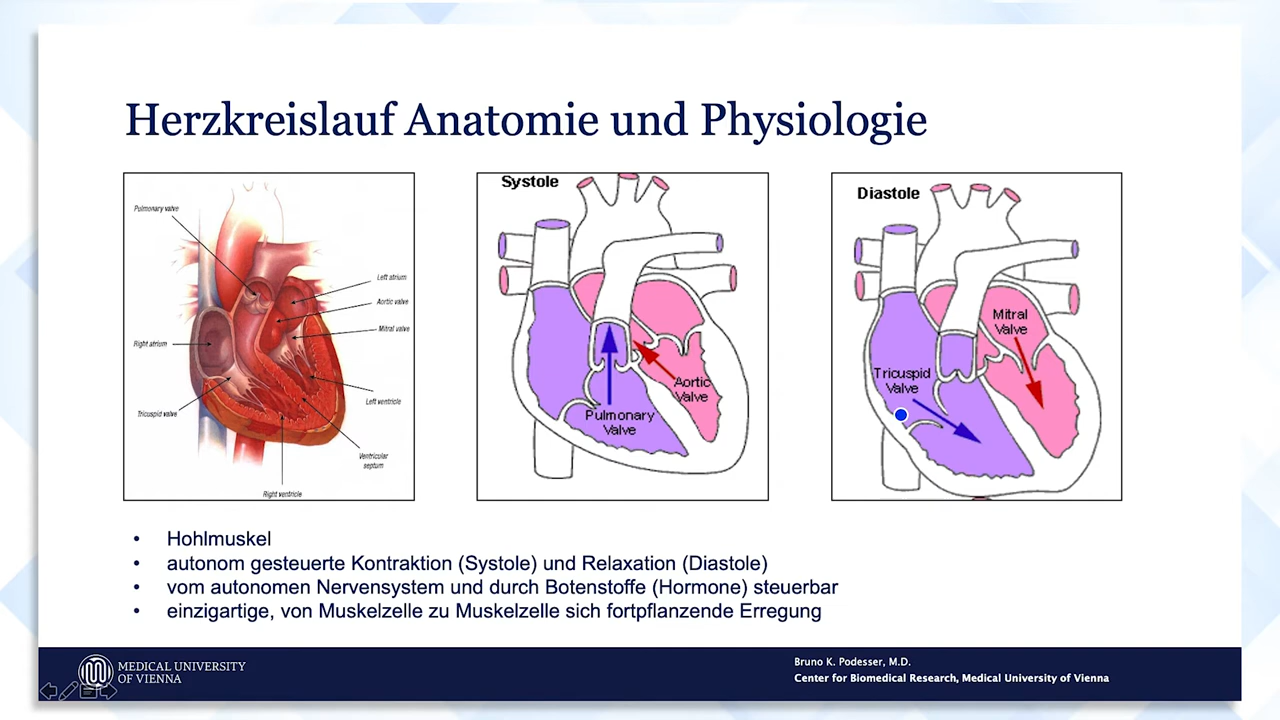 Herzkreislauf Anatomie und Physiologie
Pulmonary valve
Left atrium
Aortic valve
Mitral valve
Right atrium
Left ventricle
Tricuspid valve
Ventricular
septum
Right ventricle
Systole
Aortic
Valve
Pulmonary
Valve
Diastole
Mitral
Valve
Tricuspid
Valve
• Hohlmuskel
• autonom gesteuerte Kontraktion (Systole) und Relaxation (Diastole)
• vom autonomen Nervensystem und durch Botenstoffe (Hormone) steuerbar
• einzigartige, von Muskelzelle zu Muskelzelle sich fortpflanzende Erregung
MEDICAL UNIVERSITY
OF VIENNA
Bruno K. Podesser, M.D.
Center for Biomedical Research, Medical University of Vienna